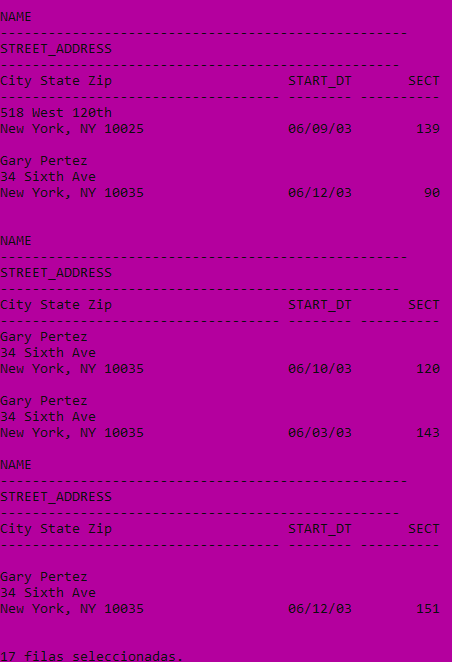 NAME
---------------------------------------------------
STREET_ADDRESS
--------------------------------------------------
City State Zip                      START_DT       SECT
----------------------------------- -------- ----------
518 West 120th
New York, NY 10025                  06/09/03        139
Gary Pertez
34 Sixth Ave
New York, NY 10035                  06/12/03         90
NAME
---------------------------------------------------
STREET_ADDRESS
--------------------------------------------------
City State Zip                      START_DT       SECT
----------------------------------- -------- ----------
Gary Pertez
34 Sixth Ave
New York, NY 10035                  06/10/03        120
Gary Pertez
34 Sixth Ave
New York, NY 10035                  06/03/03        143
NAME
---------------------------------------------------
STREET_ADDRESS
--------------------------------------------------
City State Zip                      START_DT       SECT
----------------------------------- -------- ----------
Gary Pertez
34 Sixth Ave
New York, NY 10035                  06/12/03        151
17 filas seleccionadas.